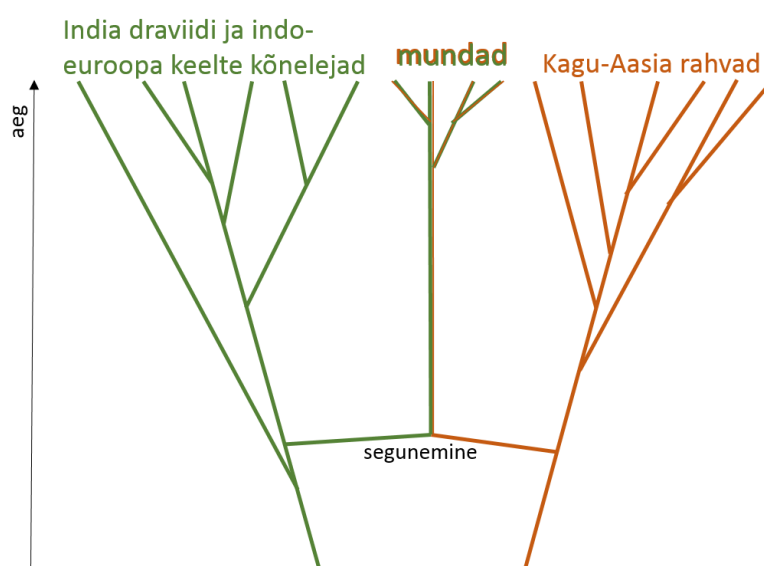 India draviidi ja indo-
euroopa keelte kõnelejad
mundad
Kagu-Aasia rahvad
aeg
segunemine